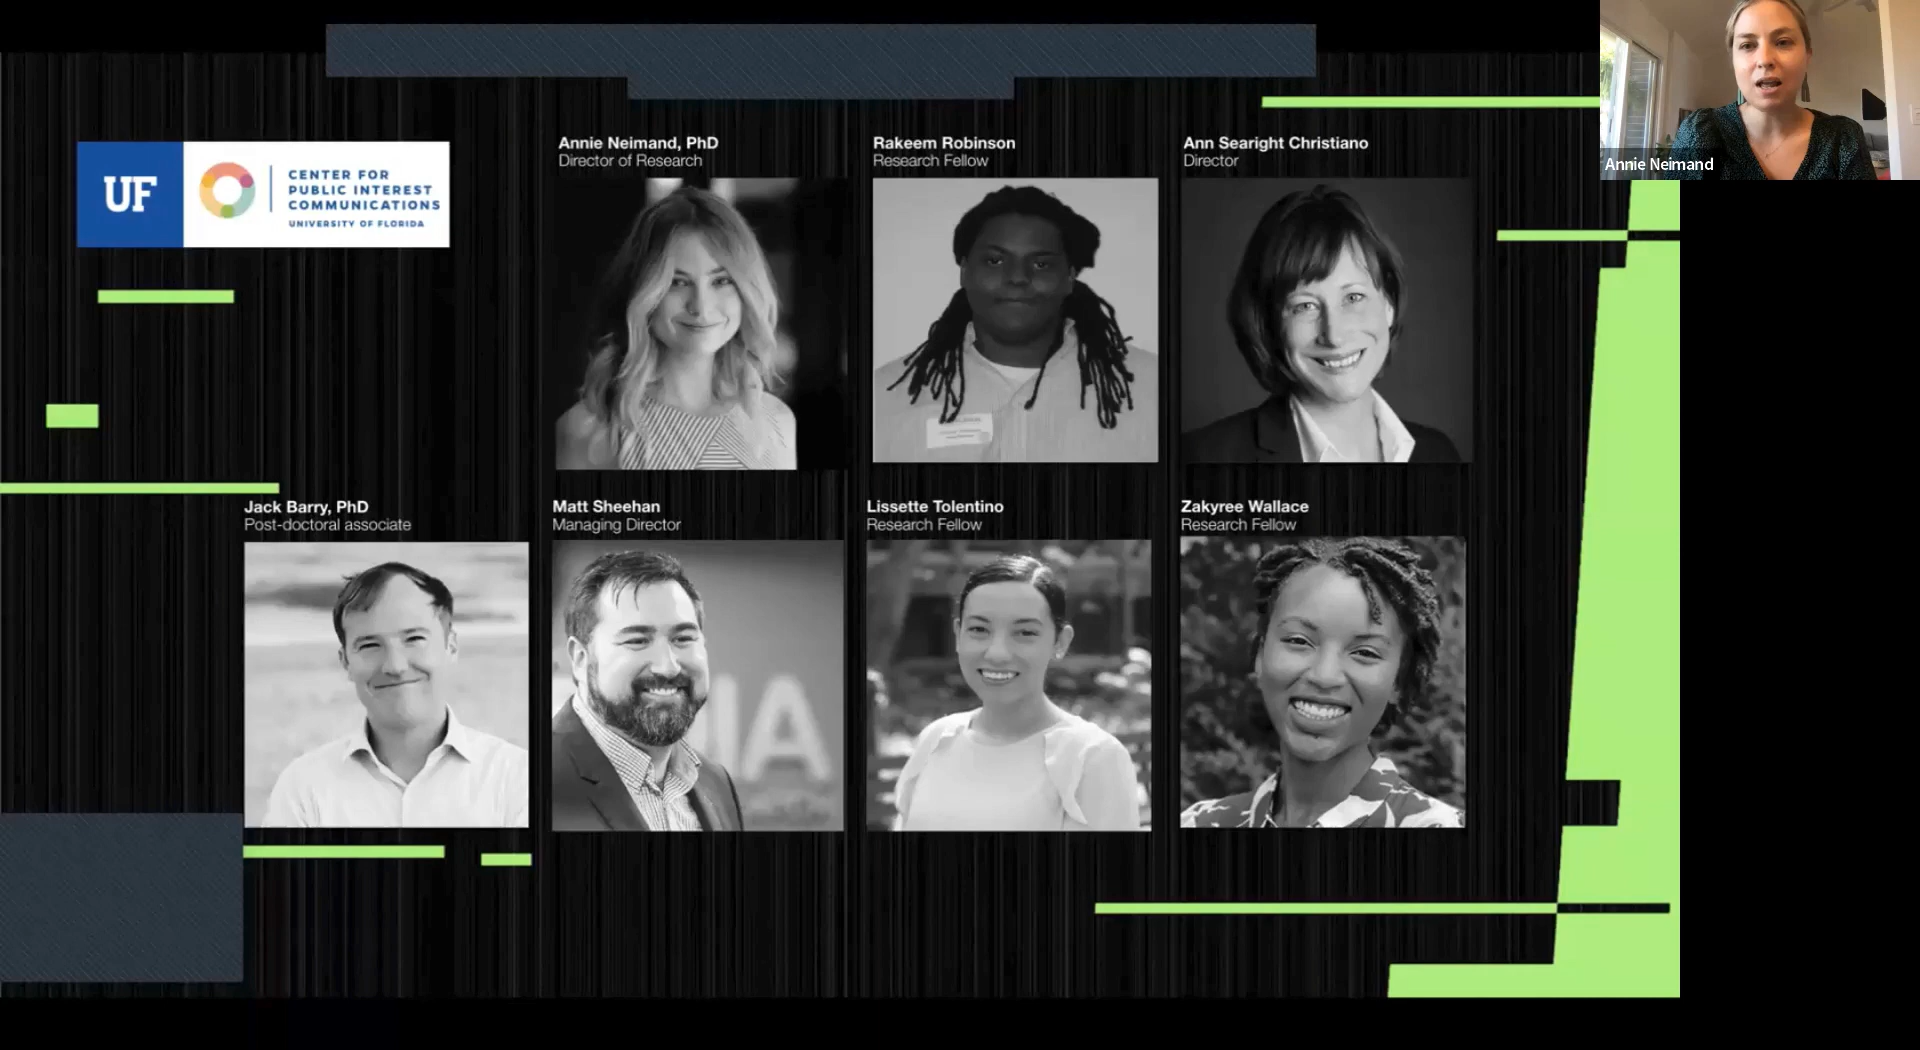 UF
CENTER FOR
PUBLIC INTEREST
COMMUNICATIONS
UNIVERSITY OF FLORIDA
Annie Neimand, PhD
Director of Research
Rakeem Robinson
Research Fellow
Ann Searight Christiano
Director
Annie Neimand
Jack Barry, PhD
Post-doctoral associate
Matt Sheehan
Managing Director
IA
Lissette Tolentino
Research Fellow
Zakyree Wallace
Research Fellow